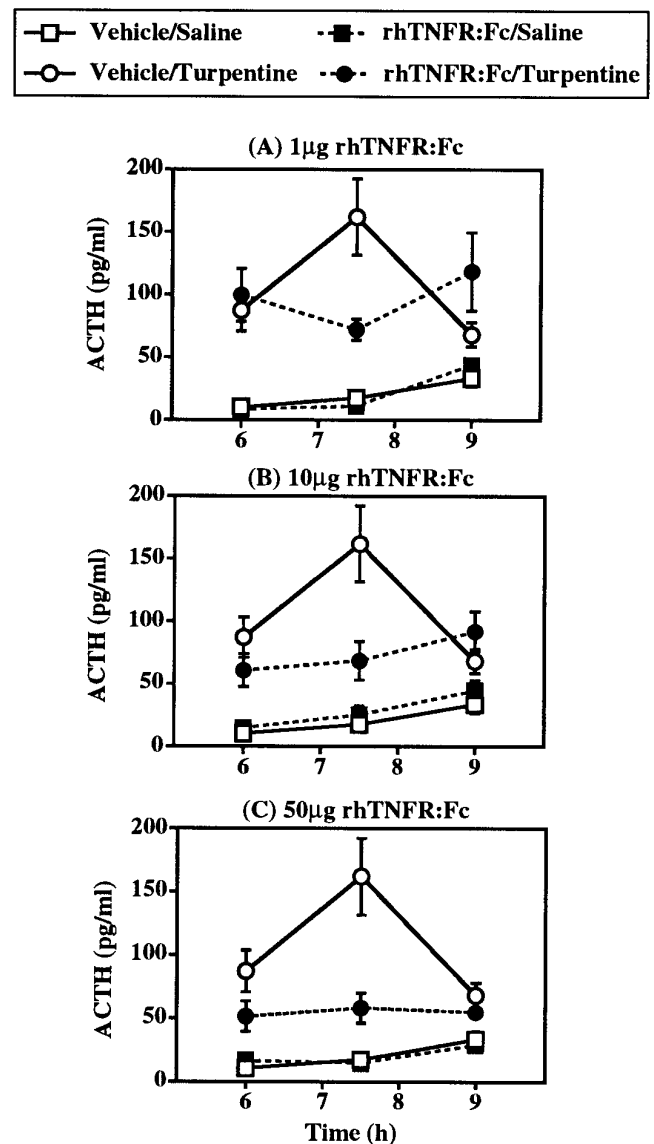 Vehicle/Saline rhTNFR:Fc/Saline
Vehicle/Turpentine rhTNFR:Fc/Turpentine
(A) 1μg rhTNFR:Fc
200
150
100
50
0
ACTH (pg/ml)
6 7 8 9
(B) 10μg rhTNFR:Fc
200
150
100
50
0
ACTH (pg/ml)
6 7 8 9
(C) 50μg rhTNFR:Fc
200
150
100
50
0
ACTH (pg/ml)
6 7 8 9
Time (h)